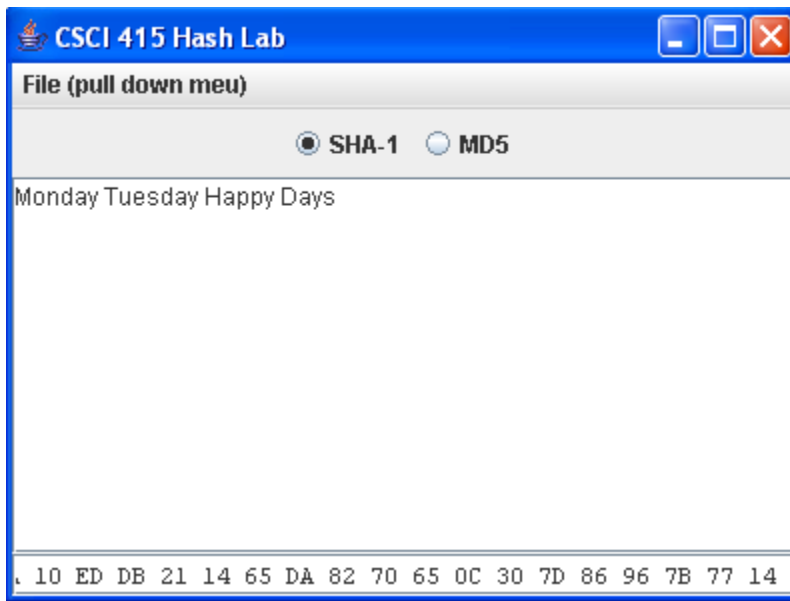 CSCI 415 Hash Lab
File (pull down meu)
SHA-1 MD5
Monday Tuesday Happy Days
10 ED DB 21 14 65 DA 82 70 65 0C 30 7D 86 96 7B 77 14